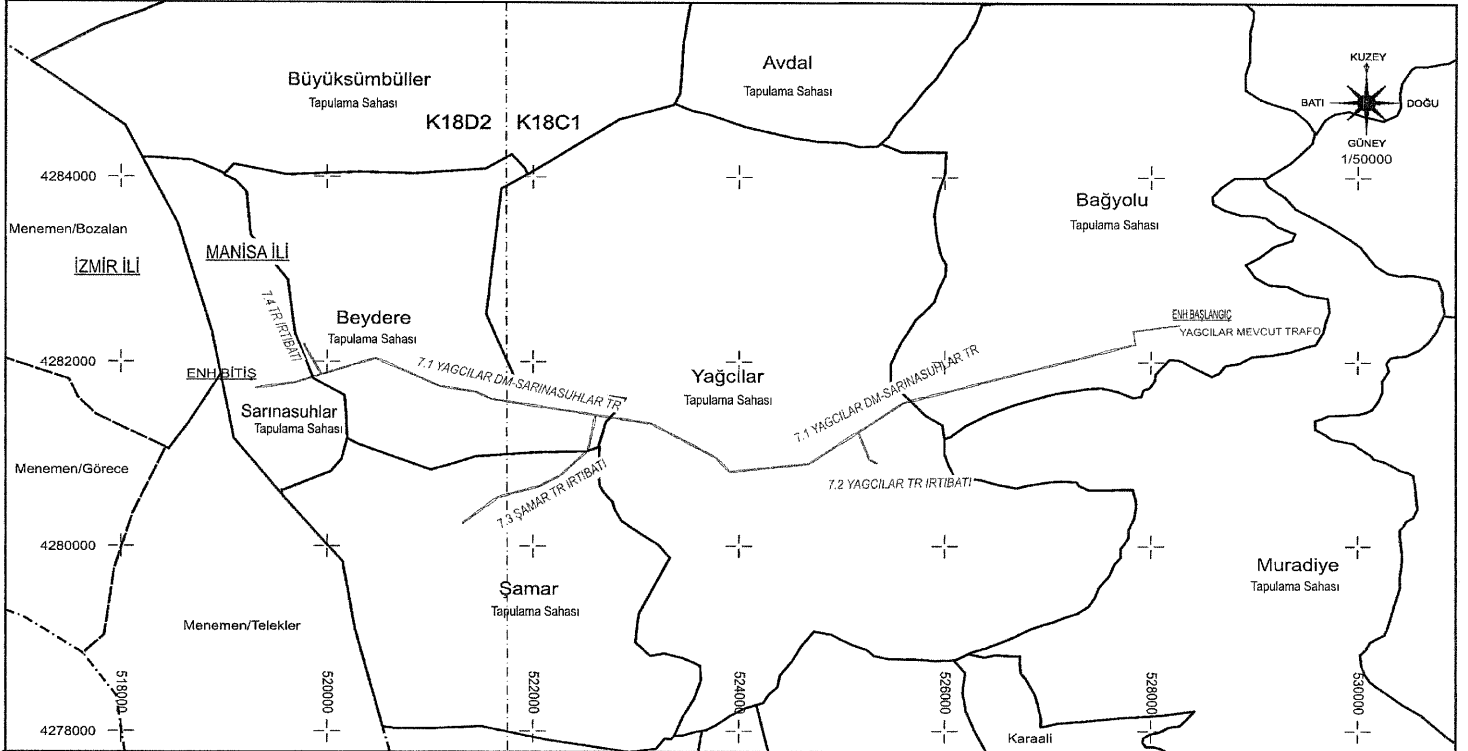 Büyüksümbüller
Tapulama Sahası
Avdal
Tapulama Sahası
KUZEY
BATI
DOĞU
GÜNEY
1/50000
K18D2
K18C1
4284000
Bağyolu
Tapulama Sahası
Menemen/Bozalan
İZMİR İLİ
MANİSA İLİ
7.4 TR IRTIBATI
Beydere
Tapulama Sahası
ENH BAŞLANGIÇ
YAGCILAR MEVCUT TRAFO
4282000
ENH BİTİŞ
7.1 YAGCILAR DM-SARINASUHLAR TR
Yağcılar
Tapulama Sahası
7.1 YAGCILAR DM-SARINASUHLAR TR
Sarınasuhlar
Tapulama Sahası
Menemen/Görece
7.3 ŞAMAR TR IRTIBATI
7.2 YAGCILAR TR IRTIBATI
4280000
Şamar
Tapulama Sahası
Muradiye
Tapulama Sahası
Menemen/Telekler
518000
520000
522000
524000
526000
528000
530000
4278000
Karaali